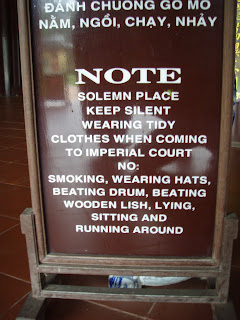 ĐÁNH CHUÔNG GÕ MÕ
NẰM, NGỒI, CHẠY, NHẢY
NOTE
SOLEMN PLACE
KEEP SILENT
WEARING TIDY
CLOTHES WHEN COMING
TO IMPERIAL COURT
NO:
SMOKING, WEARING HATS,
BEATING DRUM, BEATING
WOODEN LISH, LYING,
SITTING AND
RUNNING AROUND